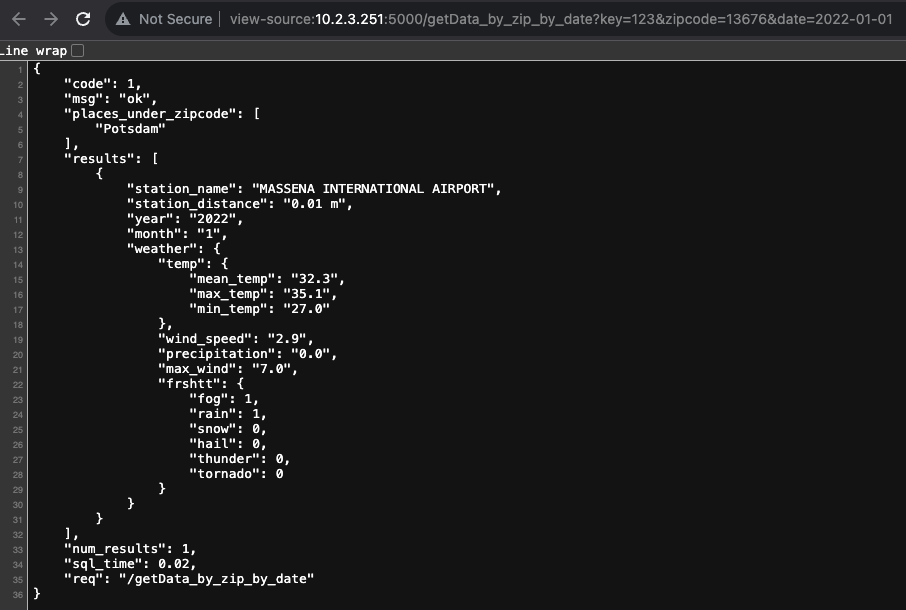 Not Secure | view-source:10.2.3.251:5000/getData_by_zip_by_date?key=123&zipcode=13676&date=2022-01-01
Line wrap
1 {
2     "code": 1,
3     "msg": "ok",
4     "places_under_zipcode": [
5         "Potsdam"
6     ],
7     "results": [
8         {
9             "station_name": "MASSENA INTERNATIONAL AIRPORT",
10             "station_distance": "0.01 m",
11             "year": "2022",
12             "month": "1",
13             "weather": {
14                 "temp": {
15                     "mean_temp": "32.3",
16                     "max_temp": "35.1",
17                     "min_temp": "27.0"
18                 },
19                 "wind_speed": "2.9",
20                 "precipitation": "0.0",
21                 "max_wind": "7.0",
22                 "frshtt": {
23                     "fog": 1,
24                     "rain": 1,
25                     "snow": 0,
26                     "hail": 0,
27                     "thunder": 0,
28                     "tornado": 0
29                 }
30             }
31         }
32     ],
33     "num_results": 1,
34     "sql_time": 0.02,
35     "req": "/getData_by_zip_by_date"
36 }